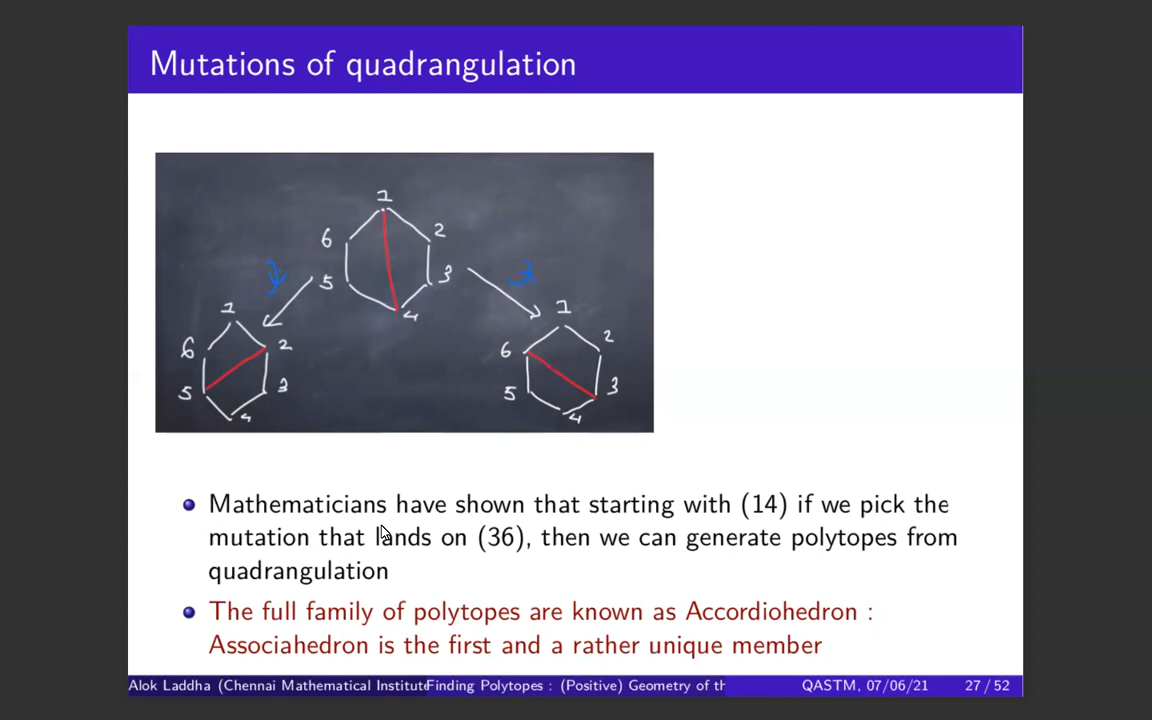 Mutations of quadrangulation
1
6 2
5 3
4
1
6 2
5 3
4
1
6 2
5 3
4
Mathematicians have shown that starting with (14) if we pick the
mutation that lands on (36), then we can generate polytopes from
quadrangulation
The full family of polytopes are known as Accordiohedron :
Associahedron is the first and a rather unique member
Alok Laddha (Chennai Mathematical Institute Finding Polytopes : (Positive) Geometry of th QASTM, 07/06/21 27 / 52